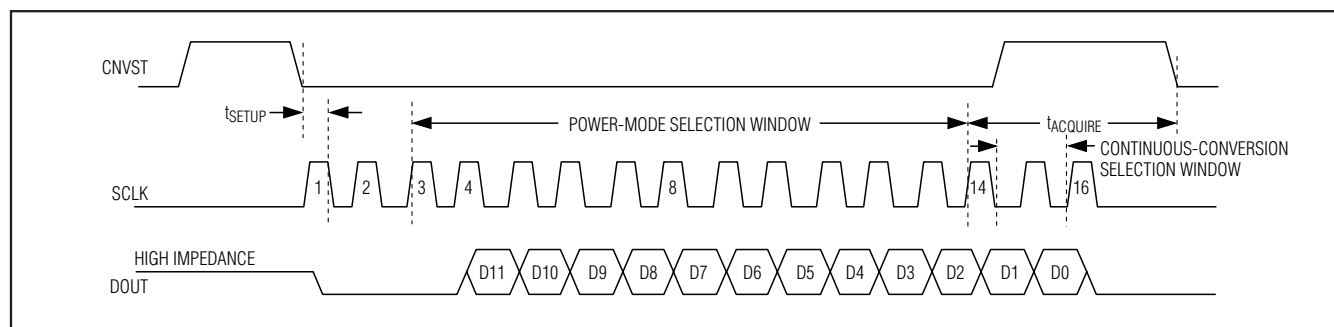 CNVST
tSETUP
POWER-MODE SELECTION WINDOW
tACQUIRE
CONTINUOUS-CONVERSION
SELECTION WINDOW
SCLK
1 2 3 4 8 14 16
HIGH IMPEDANCE
DOUT
D11 D10 D9 D8 D7 D6 D5 D4 D3 D2 D1 D0